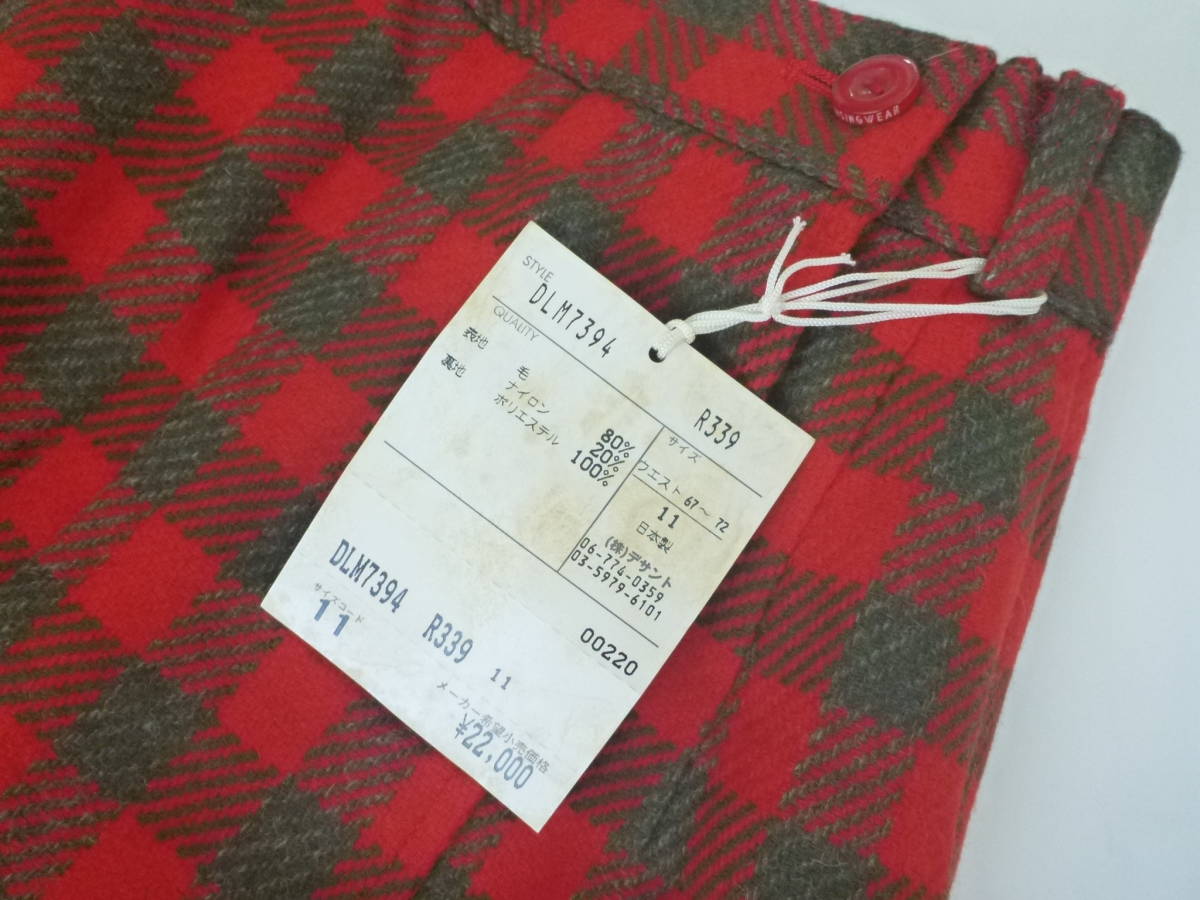 STYLE
DLM7394 R339
QUALITY
表地 毛 80%
ナイロン 20%
裏地 ポリエステル 100%
サイズ
ウエスト 67～72
11
日本製
(株)デサント
06-774-0359
03-5979-6101
00220
DLM7394 R339 11
サイズコード
11
メーカー希望小売価格
¥22,000